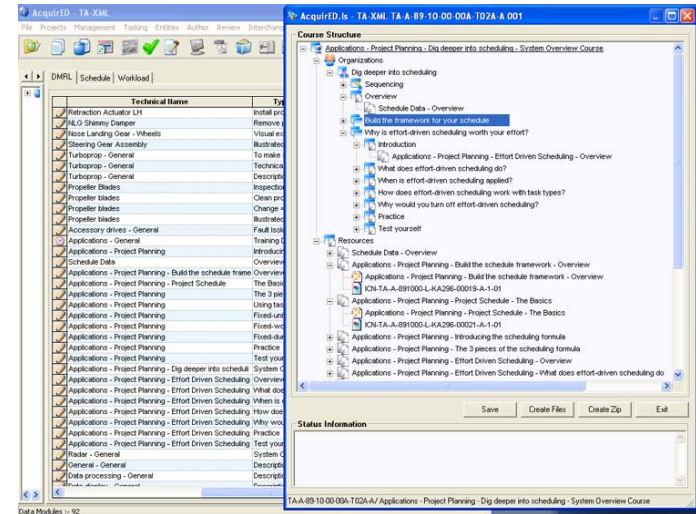 AcquirED - TA-XML
File Projects Management Tasking Entities Author Review Interchang
DMRL Schedule Workload
Technical Name Ty
Retraction Actuator LH Install pro
NLG Shimmy Damper Remove
Nose Landing Gear - Wheels Visual ex
Steering Gear Assembly Illustrated
Turboprop - General To make
Turboprop - General Technica
Turboprop - General Descriptio
Propeller Blades Inspectio
Propeller blades Clean pro
Propeller blades Change =
Propeller blades Illustrated
Accessory drives - General Fault Isol
Applications - General Training D
Applications - Project Planning Introducin
Schedule Data Overview
Applications - Project Planning - Build the schedule frame Overview
Applications - Project Planning - Project Schedule The Basic
Applications - Project Planning The 3 pie
Applications - Project Planning Using tas
Applications - Project Planning Fixed-uni
Applications - Project Planning Fixed-wo
Applications - Project Planning Fixed-dur
Applications - Project Planning Practice
Applications - Project Planning Test your
Applications - Project Planning - Dig deeper into scheduli System O
Applications - Project Planning - Effort Driven Scheduling Overview
Applications - Project Planning - Effort Driven Scheduling What doe
Applications - Project Planning - Effort Driven Scheduling When is
Applications - Project Planning - Effort Driven Scheduling How doe
Applications - Project Planning - Effort Driven Scheduling Why wou
Applications - Project Planning - Effort Driven Scheduling Practice
Applications - Project Planning - Effort Driven Scheduling Test your
Radar - General System O
General - General Descriptio
Data processing - General Descriptio
Data display - General
Data Modules :- 92
AcquirED.ls - TA-XML TA-A-89-10-00-00A-T02A-A 001
Course Structure
Applications - Project Planning - Dig deeper into scheduling - System Overview Course
Organizations
Dig deeper into scheduling
Sequencing
Overview
Schedule Data - Overview
Build the framework for your schedule
Why is effort-driven scheduling worth your effort?
Introduction
Applications - Project Planning - Effort Driven Scheduling - Overview
What does effort-driven scheduling do?
When is effort-driven scheduling applied?
How does effort-driven scheduling work with task types?
Why would you turn off effort-driven scheduling?
Practice
Test yourself
Resources
Schedule Data - Overview
Applications - Project Planning - Build the schedule framework - Overview
Applications - Project Planning - Build the schedule framework - Overview
ICN-TA-A-891000-L-KA296-00019-A-1-01
Applications - Project Planning - Project Schedule - The Basics
Applications - Project Planning - Project Schedule - The Basics
ICN-TA-A-891000-L-KA296-00021-A-1-01
Applications - Project Planning - Introducing the scheduling formula
Applications - Project Planning - The 3 pieces of the scheduling formula
Applications - Project Planning - Effort Driven Scheduling - Overview
Applications - Project Planning - Effort Driven Scheduling - What does effort-driven scheduling do
Save Create Files Create Zip Exit
Status Information
TA-A-89-10-00-00A-T02A-A/ Applications - Project Planning - Dig deeper into scheduling - System Overview Course